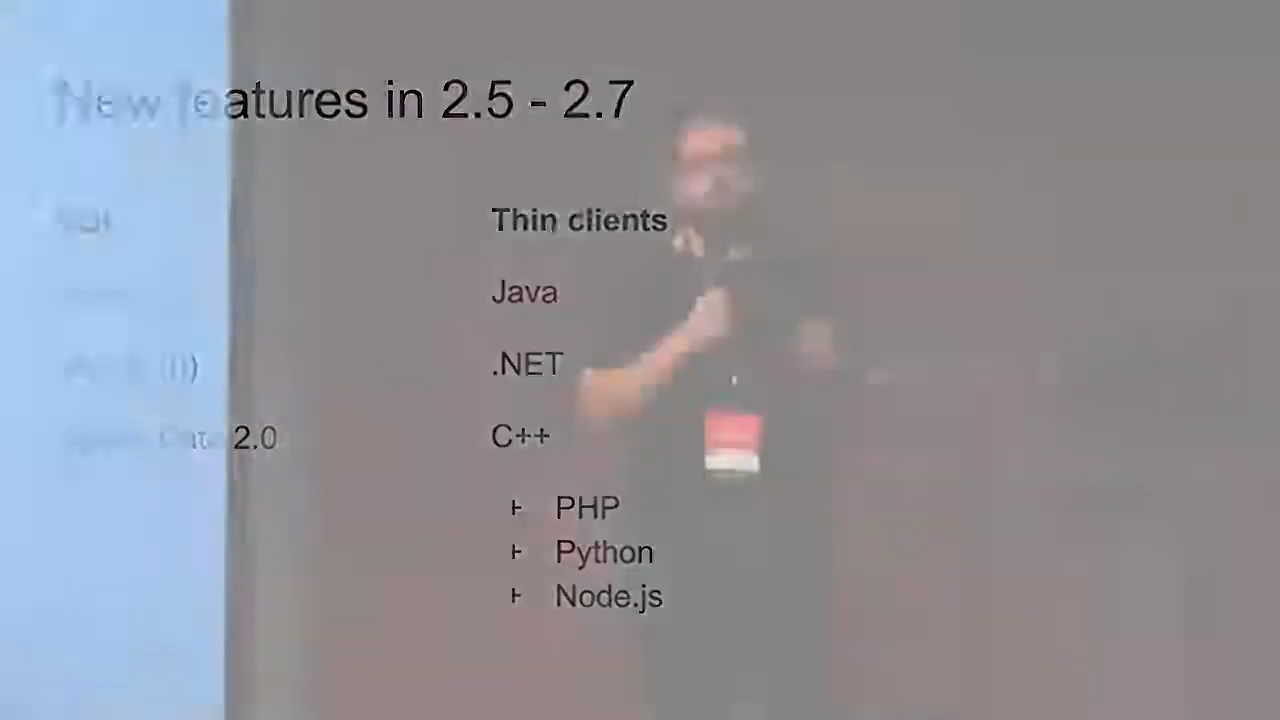 New features in 2.5 - 2.7
Thin clients
Java
.NET
2.0
C++
PHP
Python
Node.js